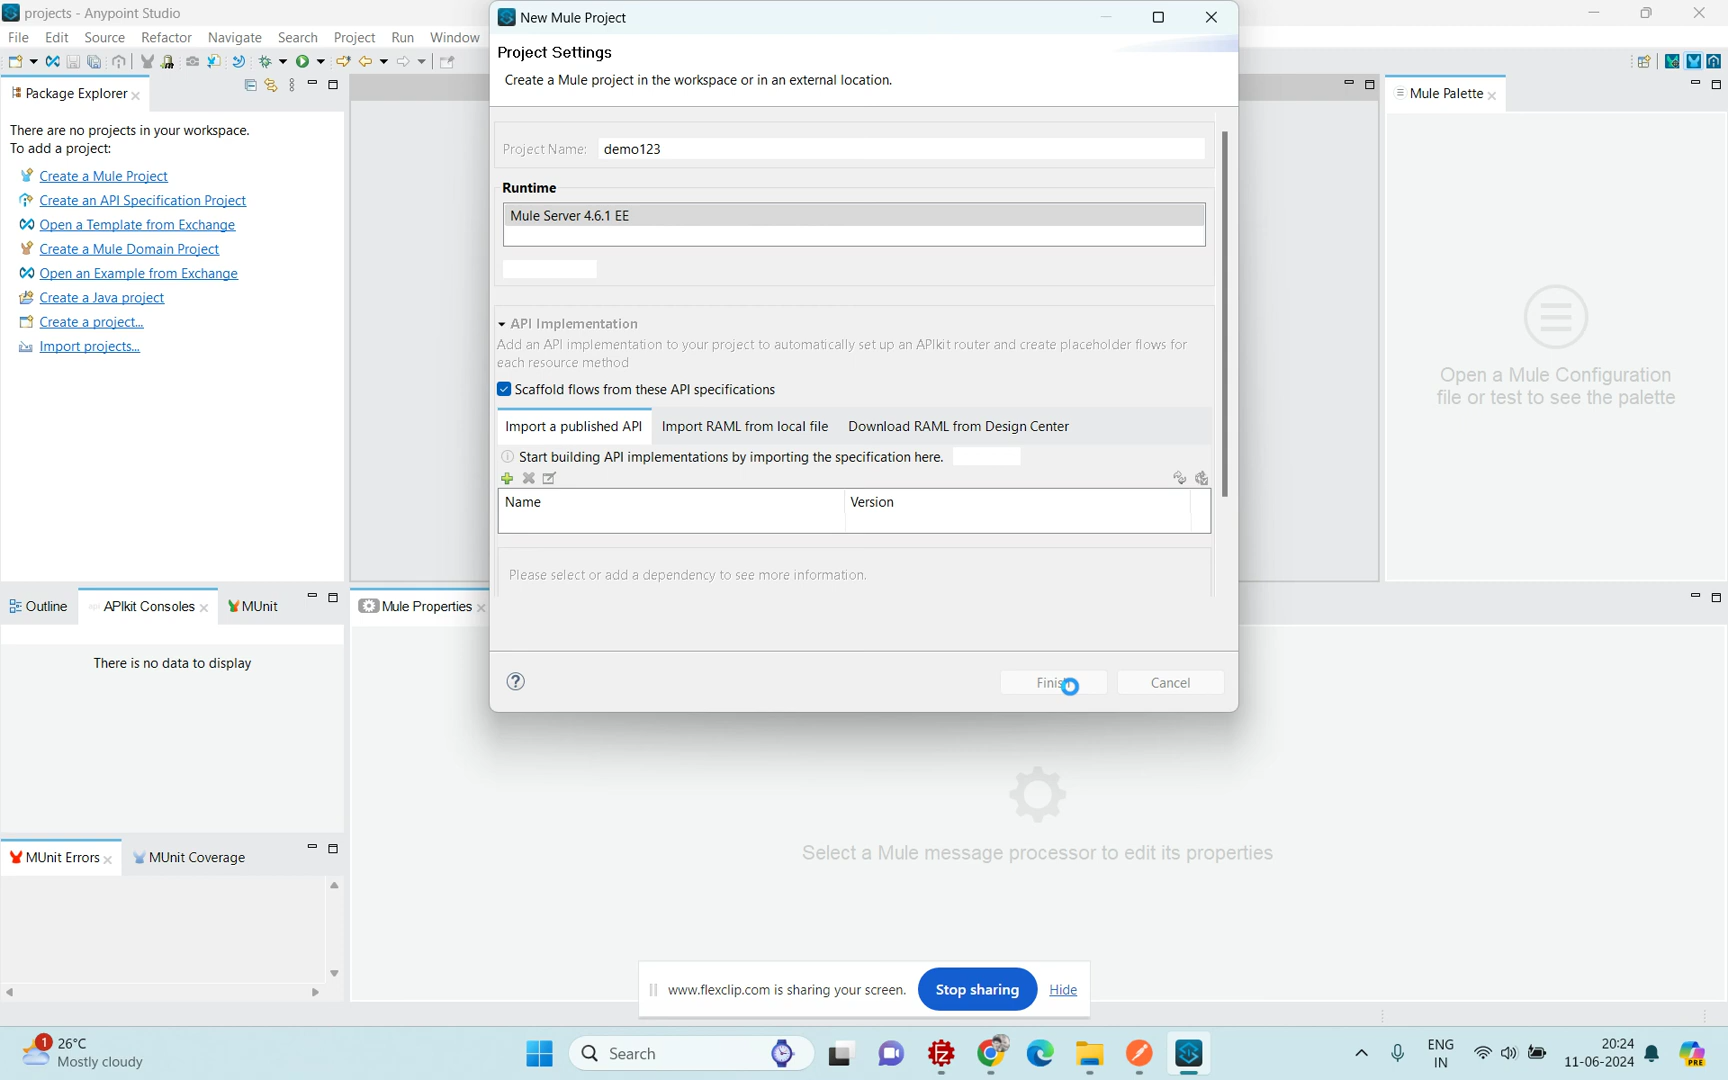 projects - Anypoint Studio
File Edit Source Refactor Navigate Search Project Run Window
Package Explorer
There are no projects in your workspace.
To add a project:
Create a Mule Project
Create an API Specification Project
Open a Template from Exchange
Create a Mule Domain Project
Open an Example from Exchange
Create a Java project
Create a project...
Import projects...
New Mule Project
Project Settings
Create a Mule project in the workspace or in an external location.
Project Name: demo123
Runtime
Mule Server 4.6.1 EE
API Implementation
Add an API implementation to your project to automatically set up an APIkit router and create placeholder flows for
each resource method
Scaffold flows from these API specifications
Import a published API Import RAML from local file Download RAML from Design Center
Start building API implementations by importing the specification here.
Name Version
Please select or add a dependency to see more information.
Finish Cancel
Mule Palette
Open a Mule Configuration
file or test to see the palette
Outline APIkit Consoles MUnit
There is no data to display
Mule Properties
Select a Mule message processor to edit its properties
MUnit Errors MUnit Coverage
www.flexclip.com is sharing your screen. Stop sharing Hide
1 26°C
Mostly cloudy
Search
ENG
IN
20:24
11-06-2024
PRE